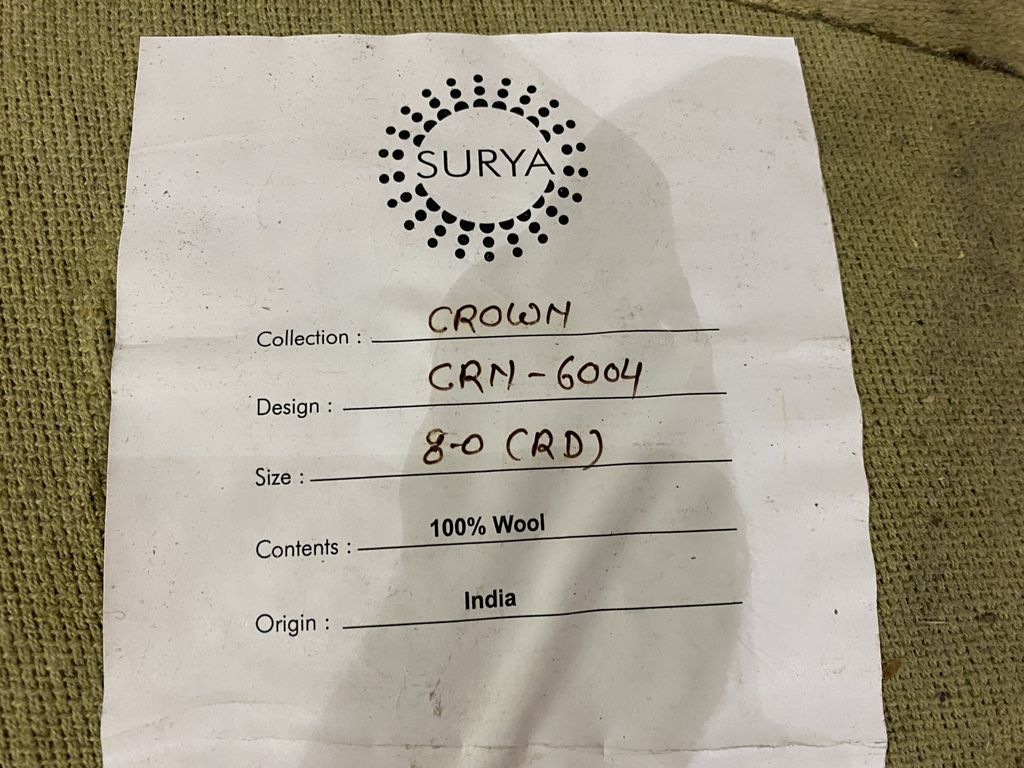 SURYA
Collection : CROWN
Design : CRN-6004
Size : 8-0 (RD)
Contents : 100% Wool
Origin : India